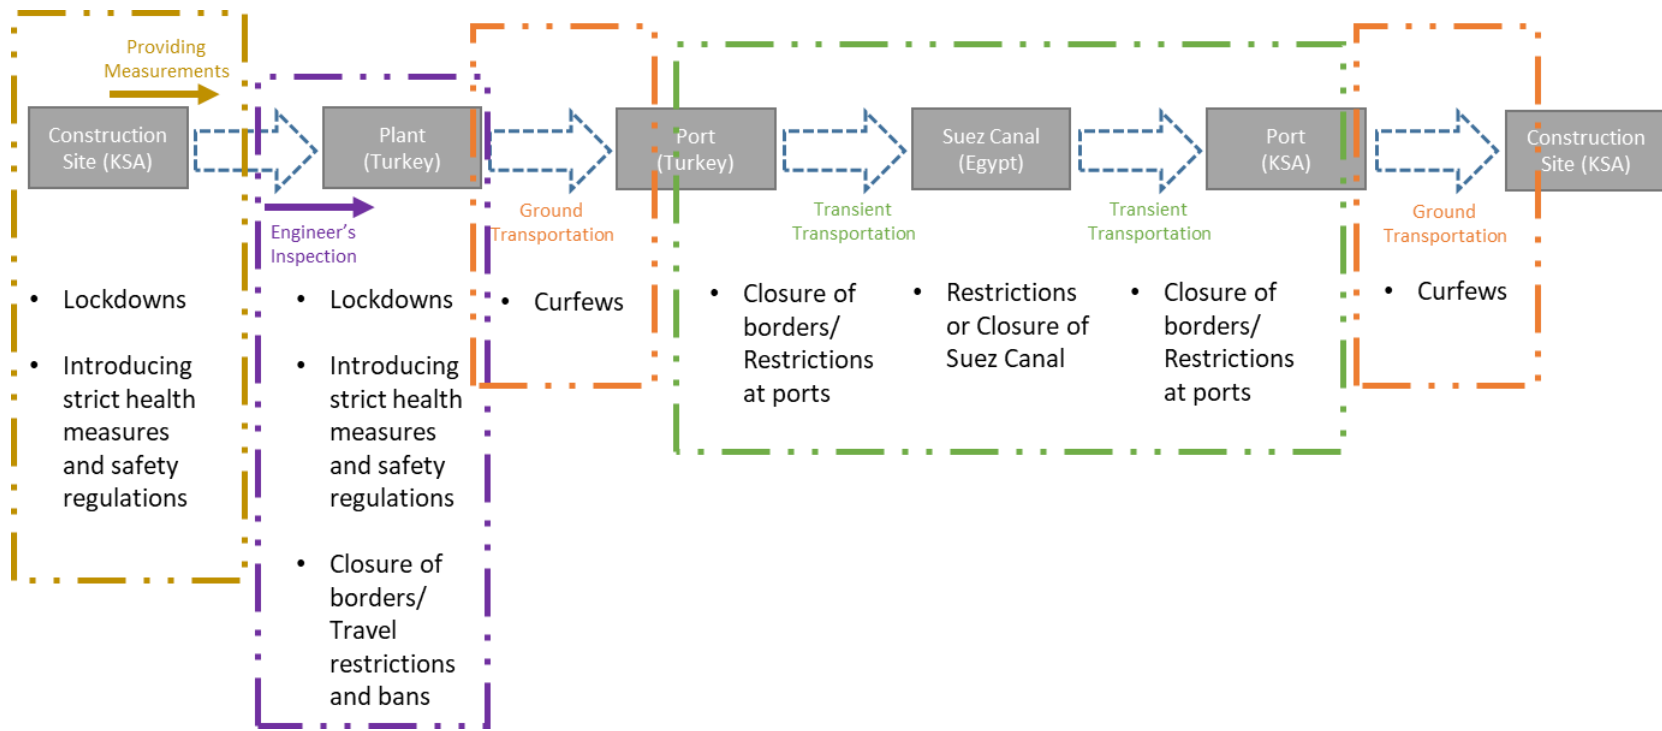 Providing
Measurements
Construction
Site (KSA)
Plant
(Turkey)
Port
(Turkey)
Suez Canal
(Egypt)
Port
(KSA)
Construction
Site (KSA)
Engineer's
Inspection
Ground
Transportation
Transient
Transportation
Transient
Transportation
Ground
Transportation
• Lockdowns
• Introducing
strict health
measures
and safety
regulations
• Lockdowns
• Introducing
strict health
measures
and safety
regulations
• Closure of
borders/
Travel
restrictions
and bans
• Curfews
• Closure of
borders/
Restrictions
at ports
• Restrictions
or Closure of
Suez Canal
• Closure of
borders/
Restrictions
at ports
• Curfews